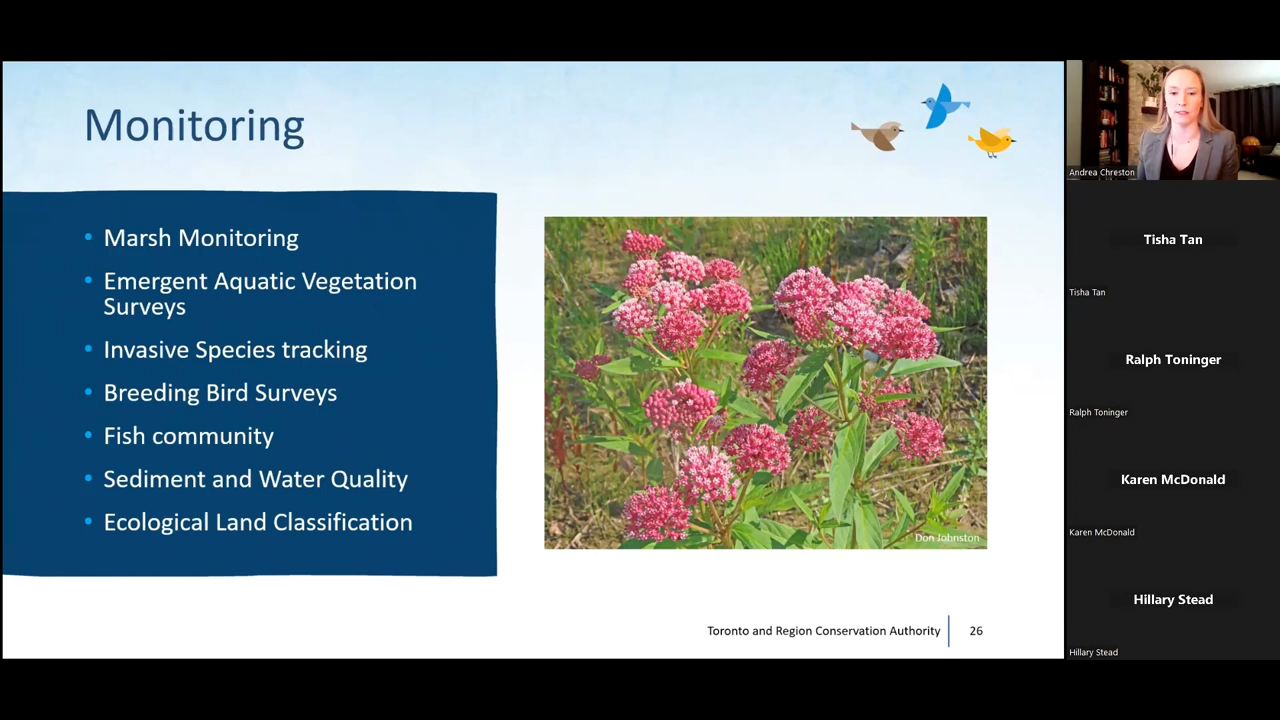 Monitoring
• Marsh Monitoring
• Emergent Aquatic Vegetation
Surveys
• Invasive Species tracking
• Breeding Bird Surveys
• Fish community
• Sediment and Water Quality
• Ecological Land Classification
Don Johnston
Toronto and Region Conservation Authority
26
Andrea Chreston
Tisha Tan
Tisha Tan
Ralph Toninger
Ralph Toninger
Karen McDonald
Karen McDonald
Hillary Stead
Hillary Stead